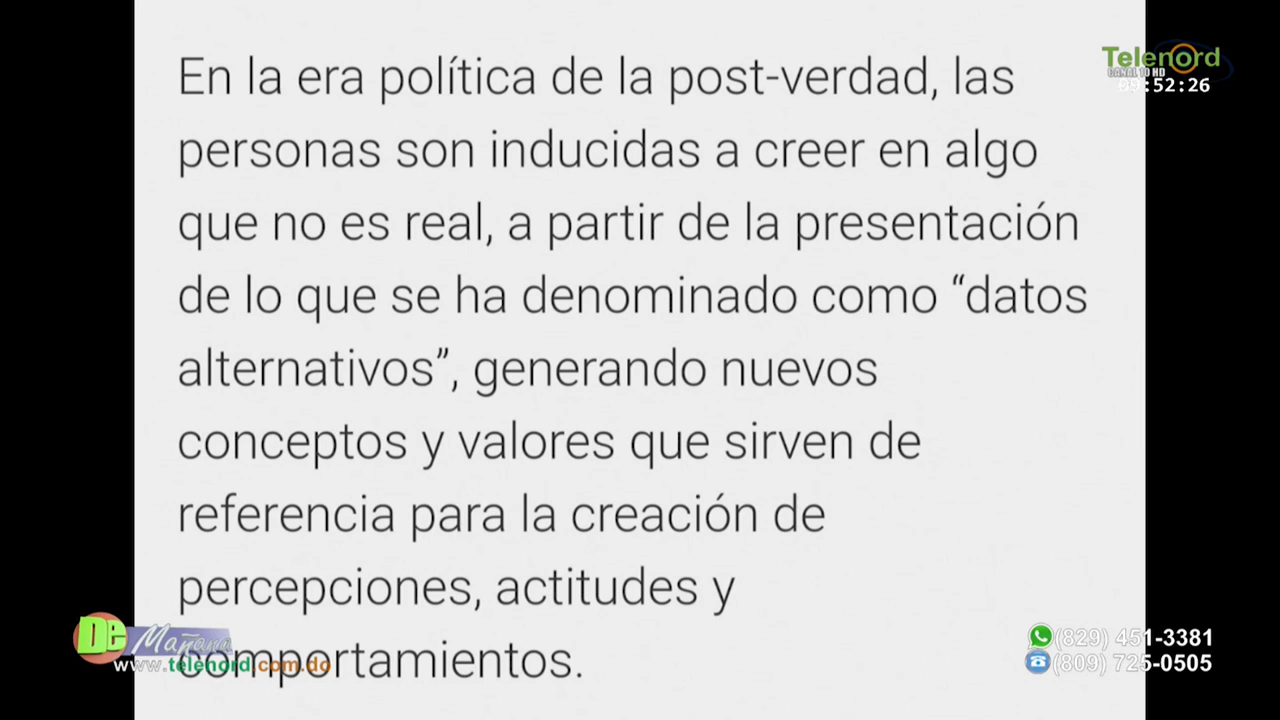 En la era política de la post-verdad, las
personas son inducidas a creer en algo
que no es real, a partir de la presentación
de lo que se ha denominado como “datos
alternativos”, generando nuevos
conceptos y valores que sirven de
referencia para la creación de
percepciones, actitudes y
comportamientos.
Telenord
CANAL 10 HD
:52:26
De Mañana
www.telenord.com.do
(829) 451-3381
(809) 725-0505